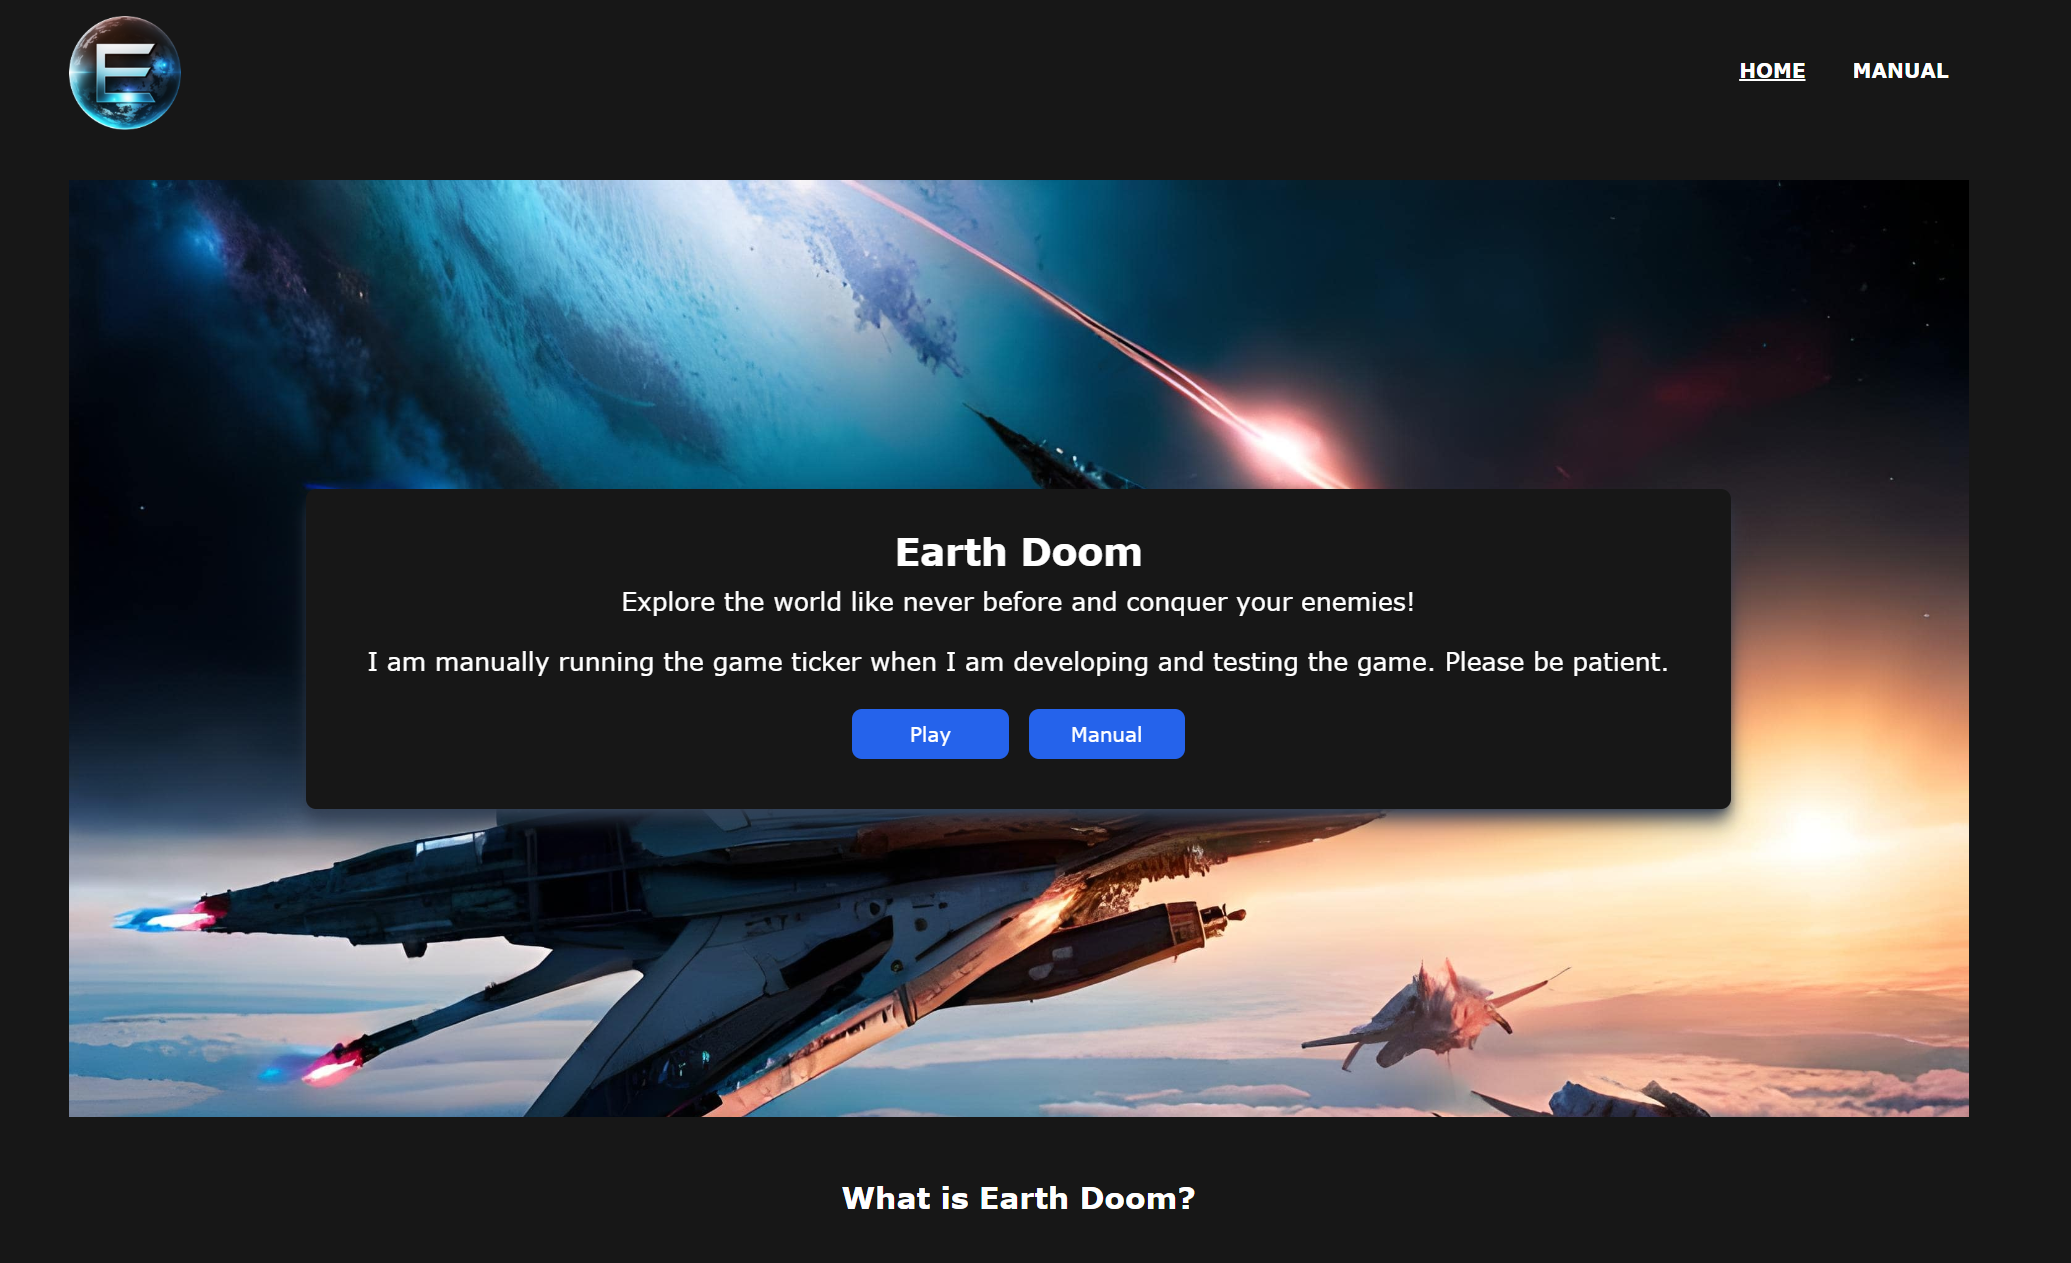 E
HOME MANUAL
Earth Doom
Explore the world like never before and conquer your enemies!
I am manually running the game ticker when I am developing and testing the game. Please be patient.
Play Manual
What is Earth Doom?